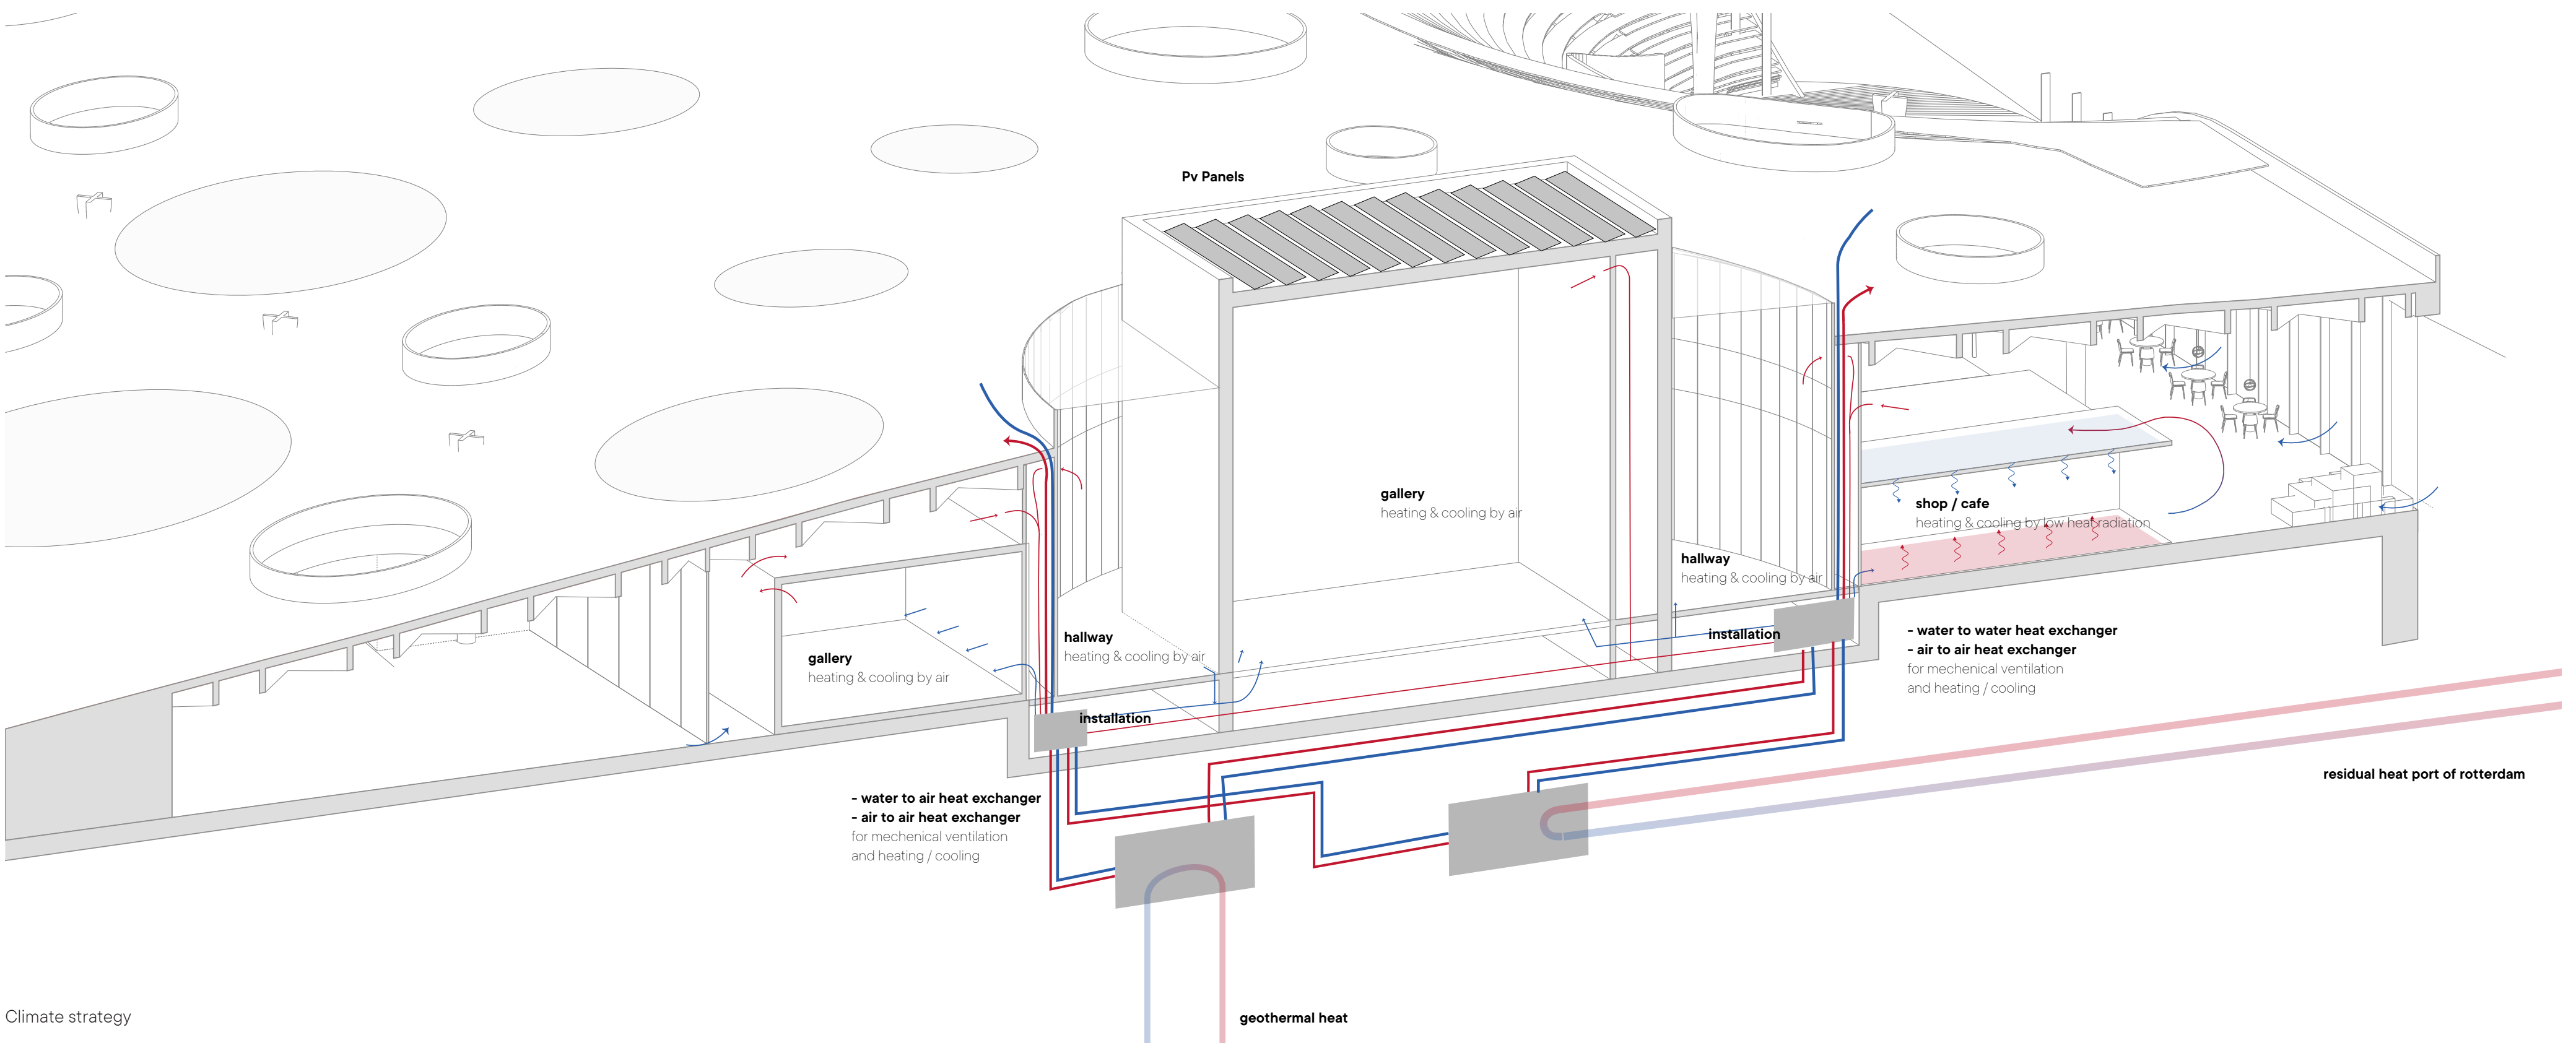 Pv Panels
gallery
heating & cooling by air
shop / cafe
heating & cooling by low heat radiation
hallway
heating & cooling by air
installation
- water to water heat exchanger
- air to air heat exchanger
for mechenical ventilation
and heating / cooling
hallway
heating & cooling by air
gallery
heating & cooling by air
installation
- water to air heat exchanger
- air to air heat exchanger
for mechenical ventilation
and heating / cooling
residual heat port of rotterdam
Climate strategy
geothermal heat